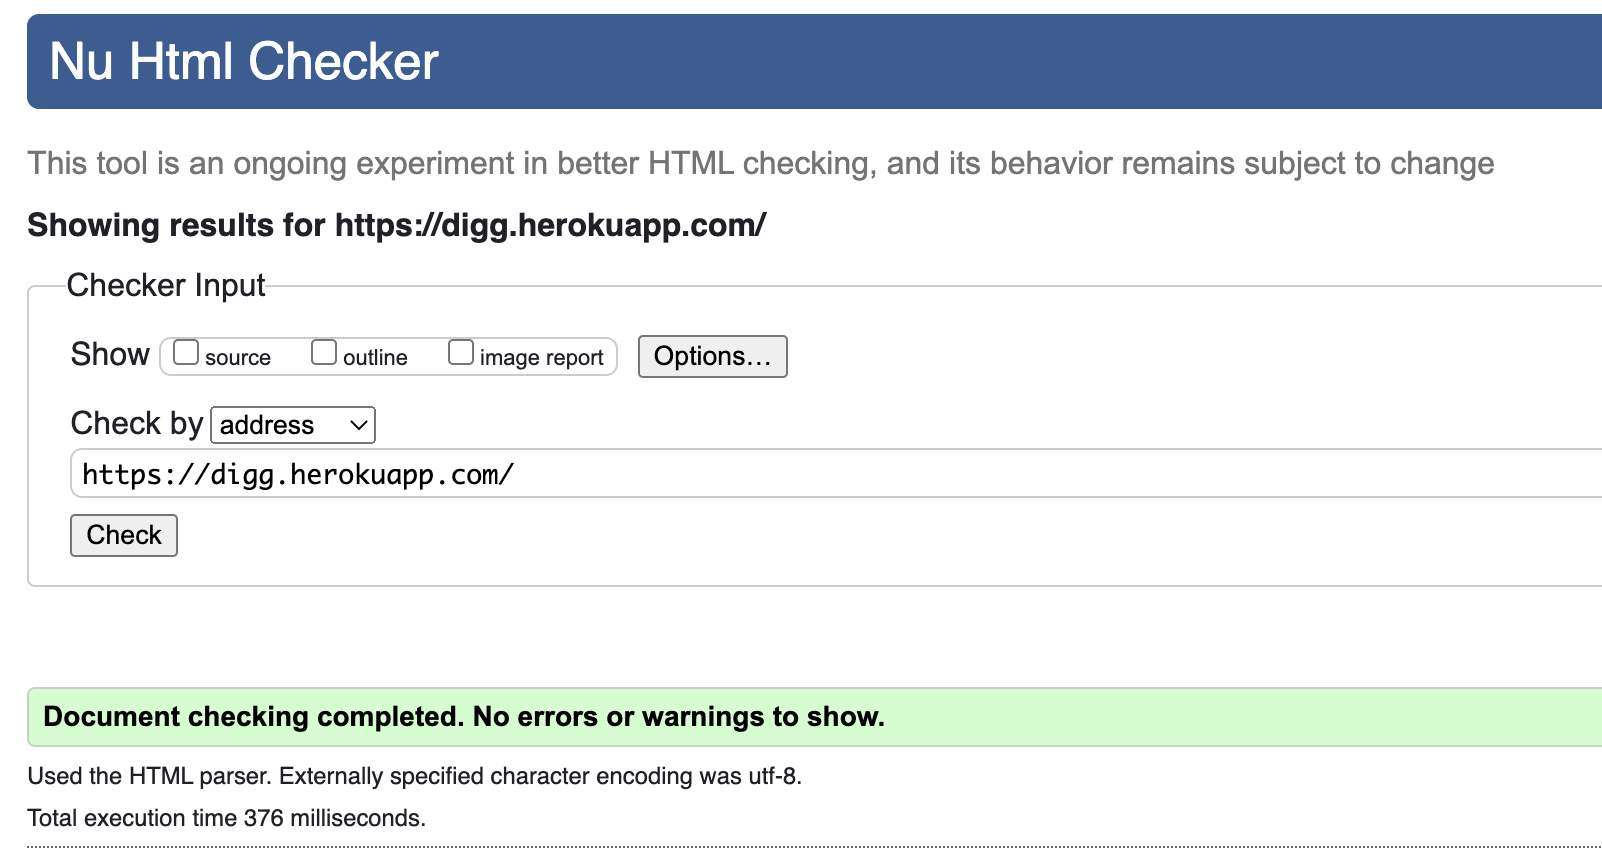 Nu Html Checker
This tool is an ongoing experiment in better HTML checking, and its behavior remains subject to change
Showing results for https://digg.herokuapp.com/
Checker Input
Show source outline image report Options...
Check by address
https://digg.herokuapp.com/
Check
Document checking completed. No errors or warnings to show.
Used the HTML parser. Externally specified character encoding was utf-8.
Total execution time 376 milliseconds.